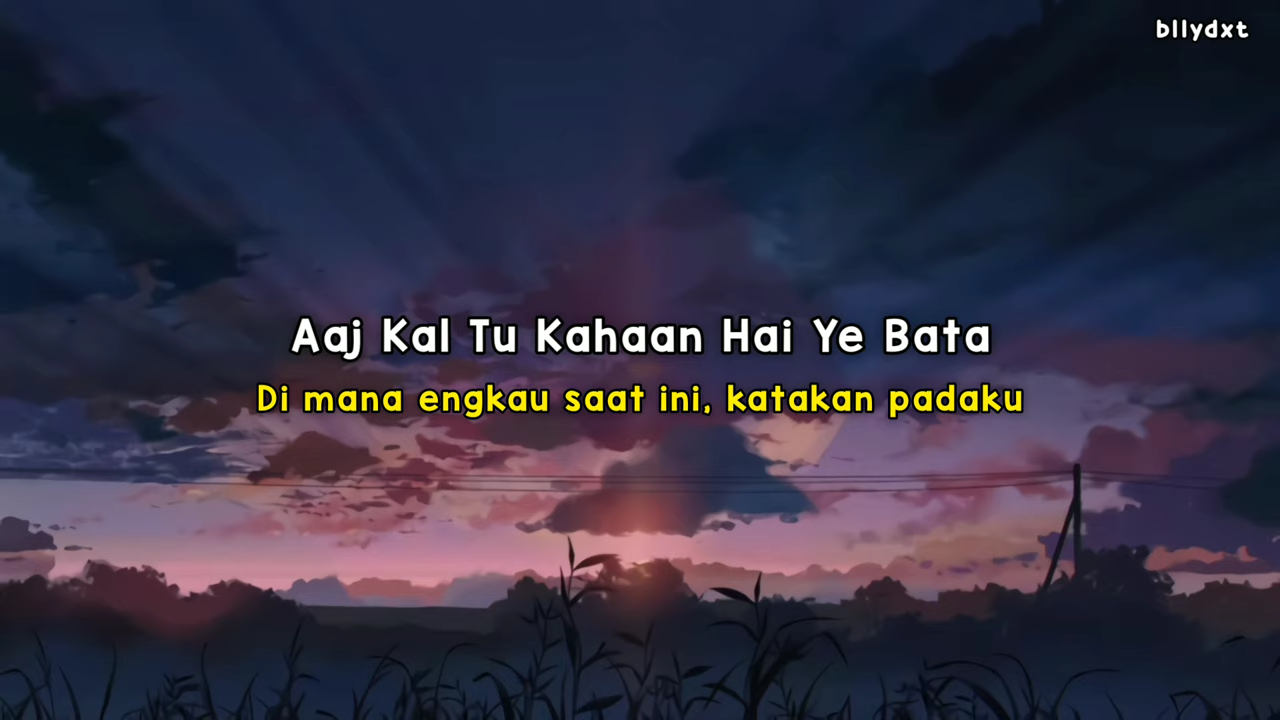 bllydxt
Aaj Kal Tu Kahaan Hai Ye Bata
Di mana engkau saat ini, katakan padaku